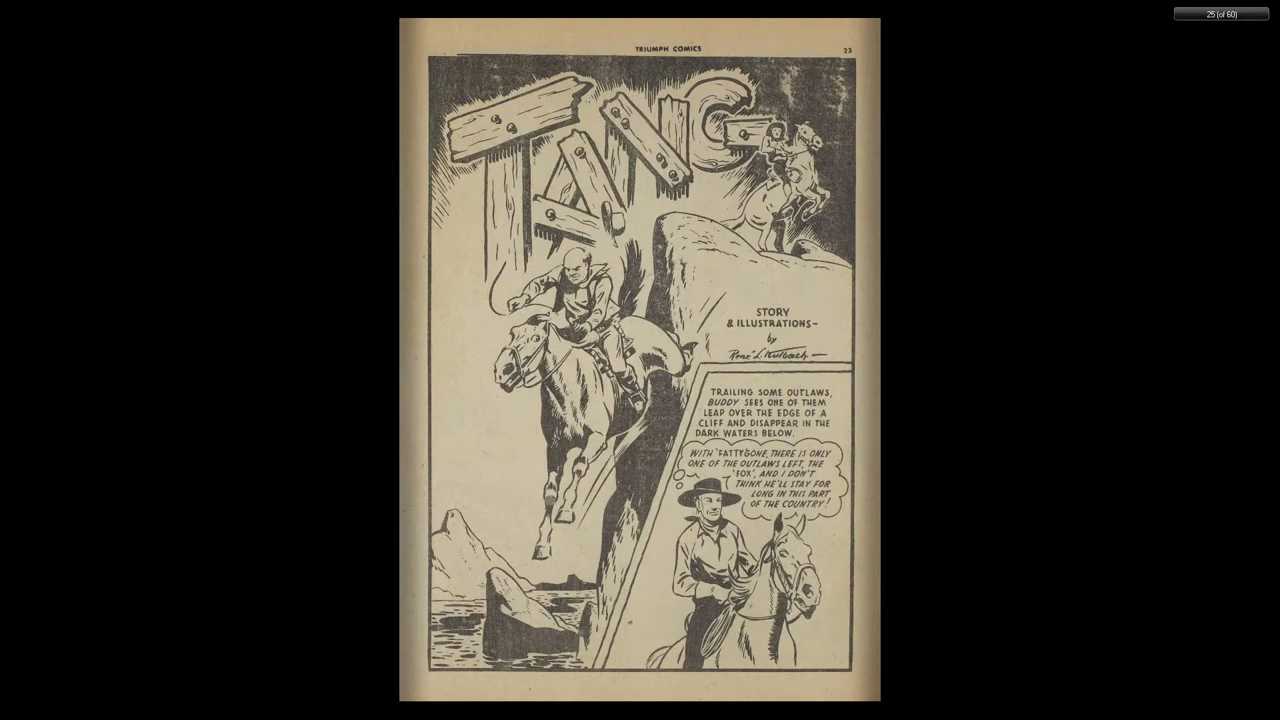 25 (of 60)
TRIUMPH COMICS 23
TANG
STORY
& ILLUSTRATIONS-
by
René L. Kulbach
TRAILING SOME OUTLAWS,
BUDDY SEES ONE OF THEM
LEAP OVER THE EDGE OF A
CLIFF AND DISAPPEAR IN THE
DARK WATERS BELOW.
WITH 'FATTY' GONE, THERE IS ONLY
ONE OF THE OUTLAWS LEFT, THE
'FOX', AND I DON'T
THINK HE'LL STAY FOR
LONG IN THIS PART
OF THE COUNTRY!